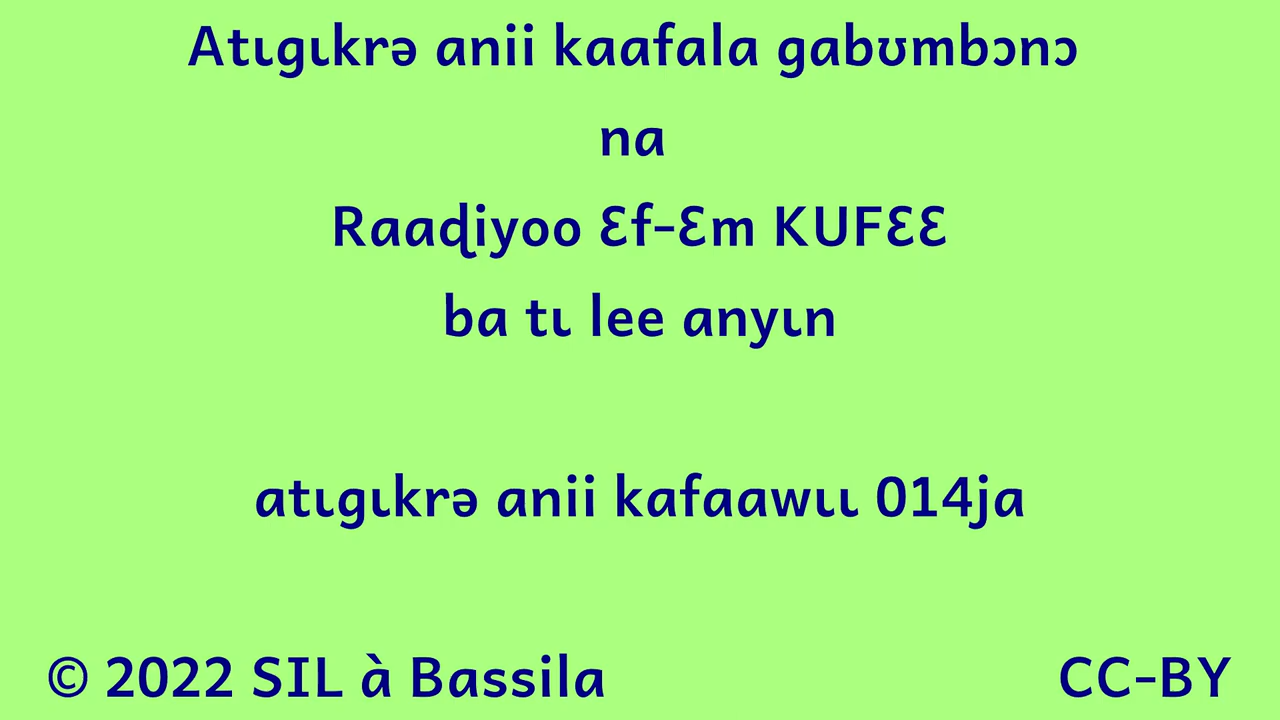 Atɩgɩkrə anii kaafala gabʊmbɔnɔ
na
Raaɖiyoo Ɛf-Ɛm KUFƐƐ
ba tɩ lee anyɩn
atɩgɩkrə anii kafaawɩɩ 014ja
© 2022 SIL à Bassila
CC-BY